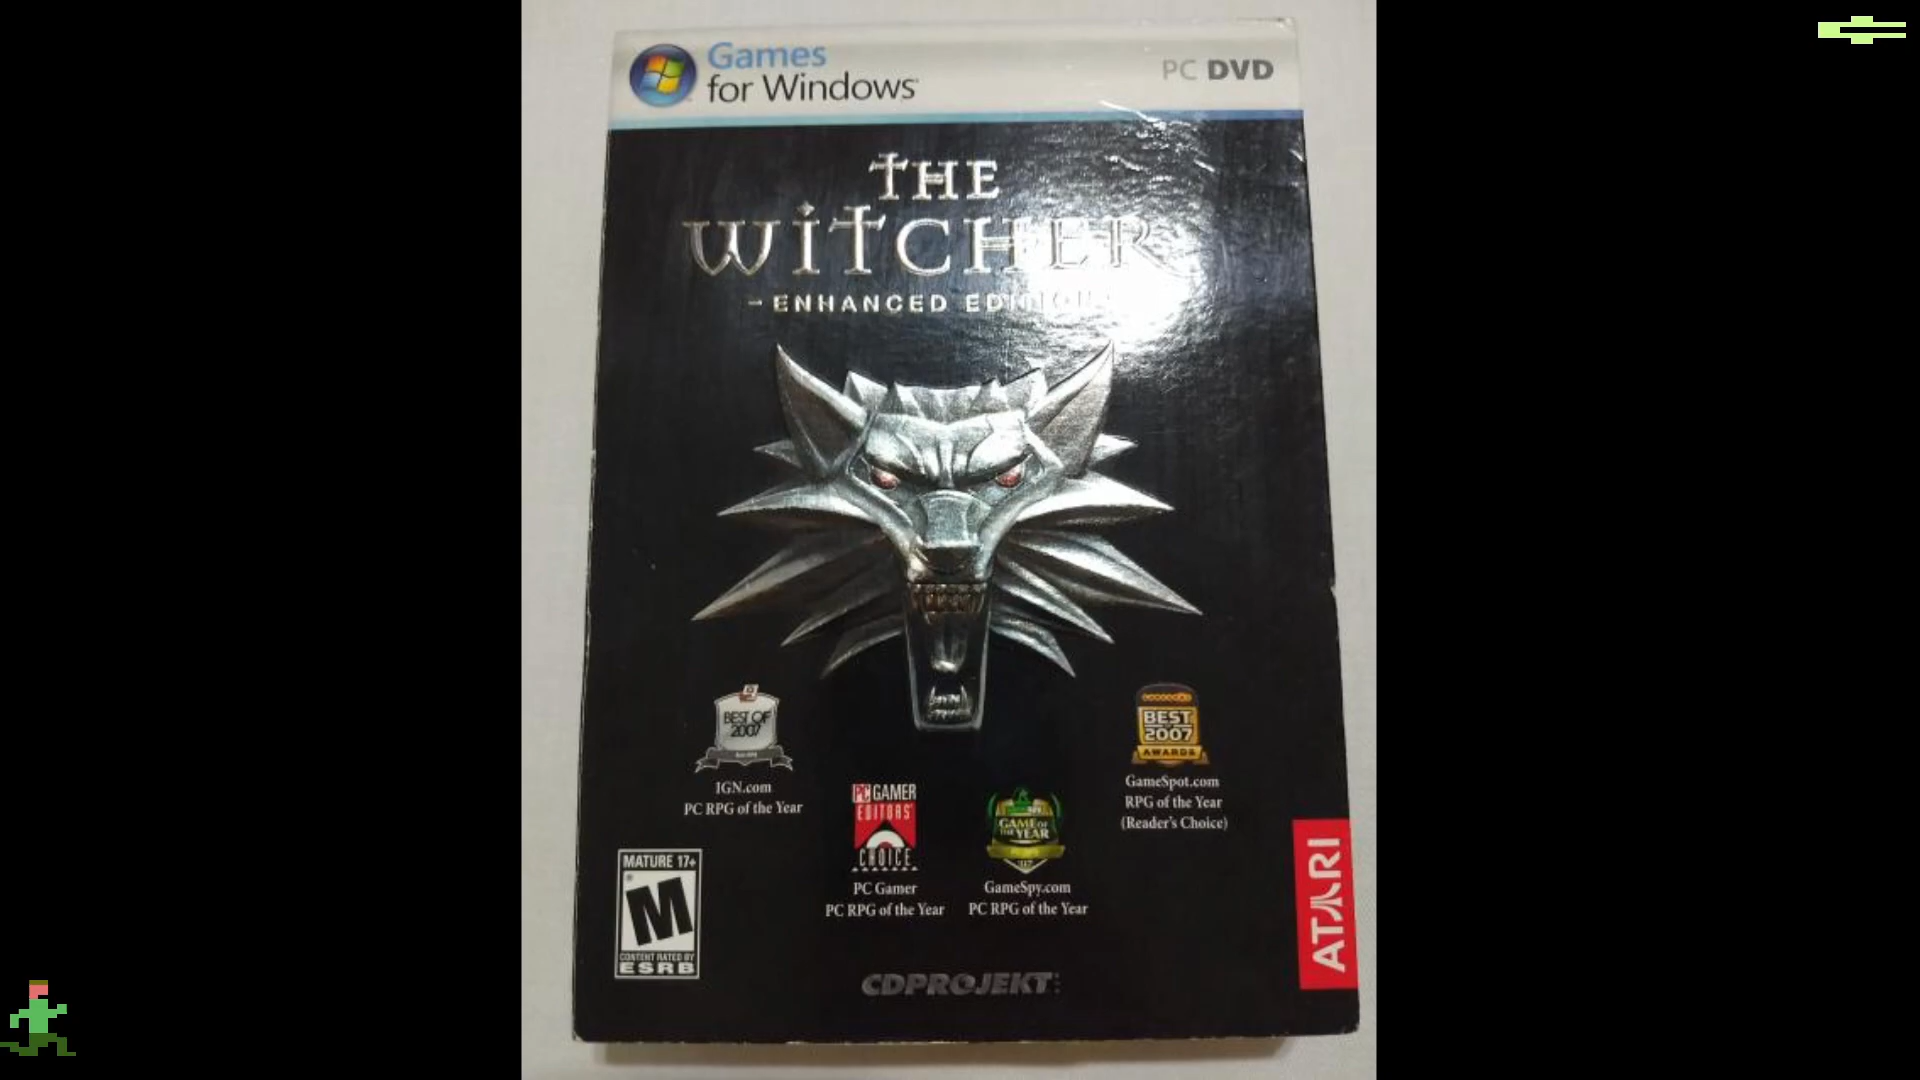 Games
for Windows
PC DVD
THE
WITCHER
- ENHANCED EDITION
BEST OF
2007
IGN.com
PC RPG of the Year
BEST
OF
2007
AWARDS
GameSpot.com
RPG of the Year
(Reader's Choice)
PC GAMER
EDITORS'
CHOICE
PC Gamer
PC RPG of the Year
GAME OF
THE YEAR
GameSpy.com
PC RPG of the Year
MATURE 17+
M
CONTENT RATED BY
ESRB
ATARI
CDPROJEKT